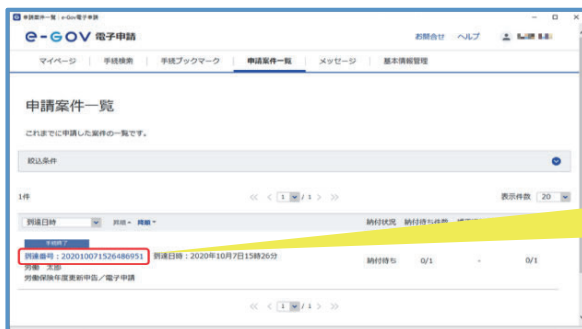 申請案件一覧 | e-Gov電子申請
e-GOV 電子申請
お問合せ ヘルプ
マイページ 手続検索 手続ブックマーク 申請案件一覧 メッセージ 基本情報管理
申請案件一覧
これまでに申請した案件の一覧です。
絞込条件
1件 1 / 1 表示件数 20
到達日時 昇順 降順 納付状況 納付待ち件数
手続終了
到達番号：202010071526486951 到達日時：2020年10月7日15時26分
労働 太郎 納付待ち 0/1 - 0/1
労働保険年度更新申告／電子申請
1 / 1